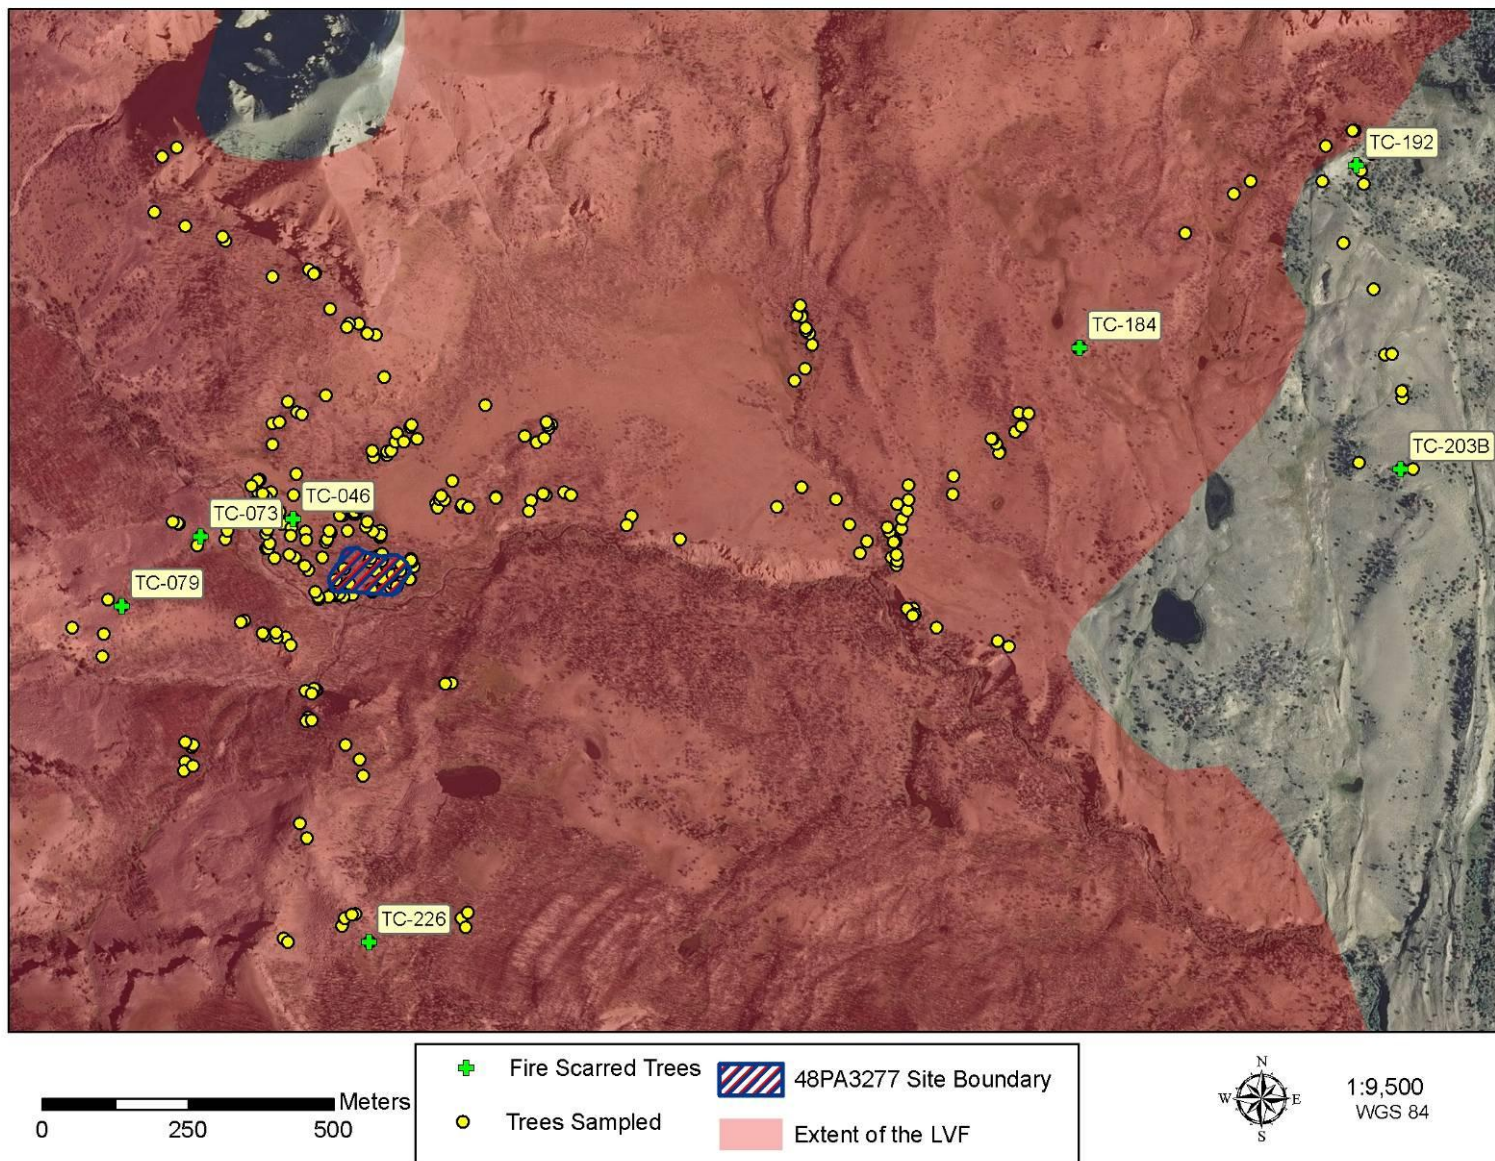 TC-192
TC-184
TC-203B
TC-046
TC-073
TC-079
TC-226
Fire Scarred Trees
48PA3277 Site Boundary
Trees Sampled
Extent of the LVF
Meters
0
250
500
N
W
E
S
1:9,500
WGS 84